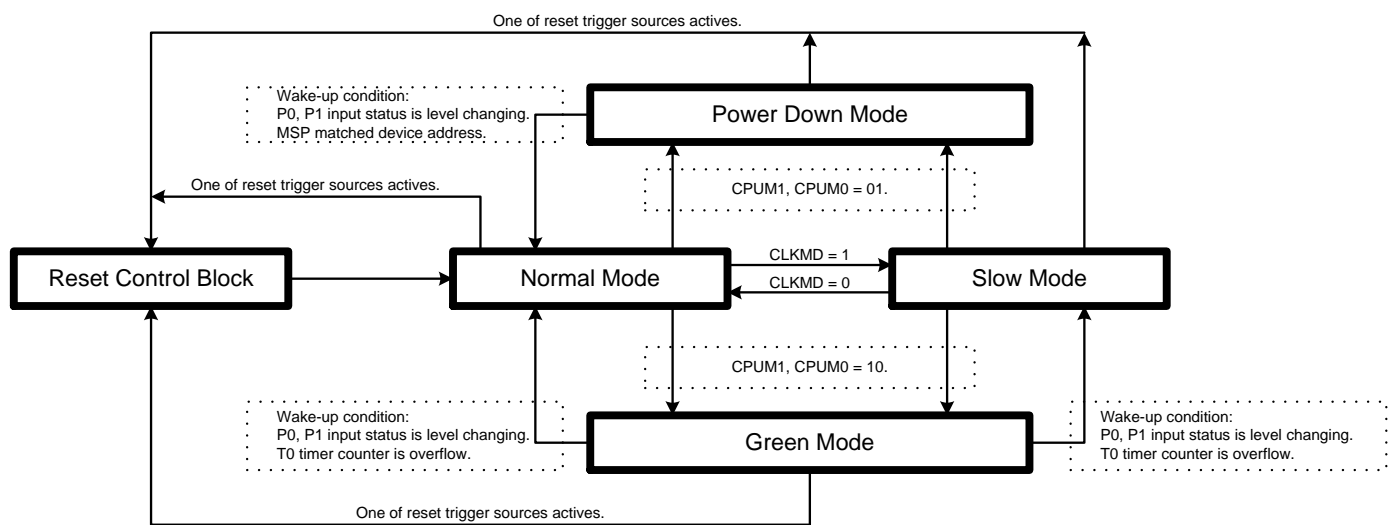 One of reset trigger sources actives.
Wake-up condition:
P0, P1 input status is level changing.
MSP matched device address.
Power Down Mode
One of reset trigger sources actives.
CPUM1, CPUM0 = 01.
Reset Control Block
Normal Mode
CLKMD = 1
CLKMD = 0
Slow Mode
CPUM1, CPUM0 = 10.
Wake-up condition:
P0, P1 input status is level changing.
T0 timer counter is overflow.
Green Mode
Wake-up condition:
P0, P1 input status is level changing.
T0 timer counter is overflow.
One of reset trigger sources actives.